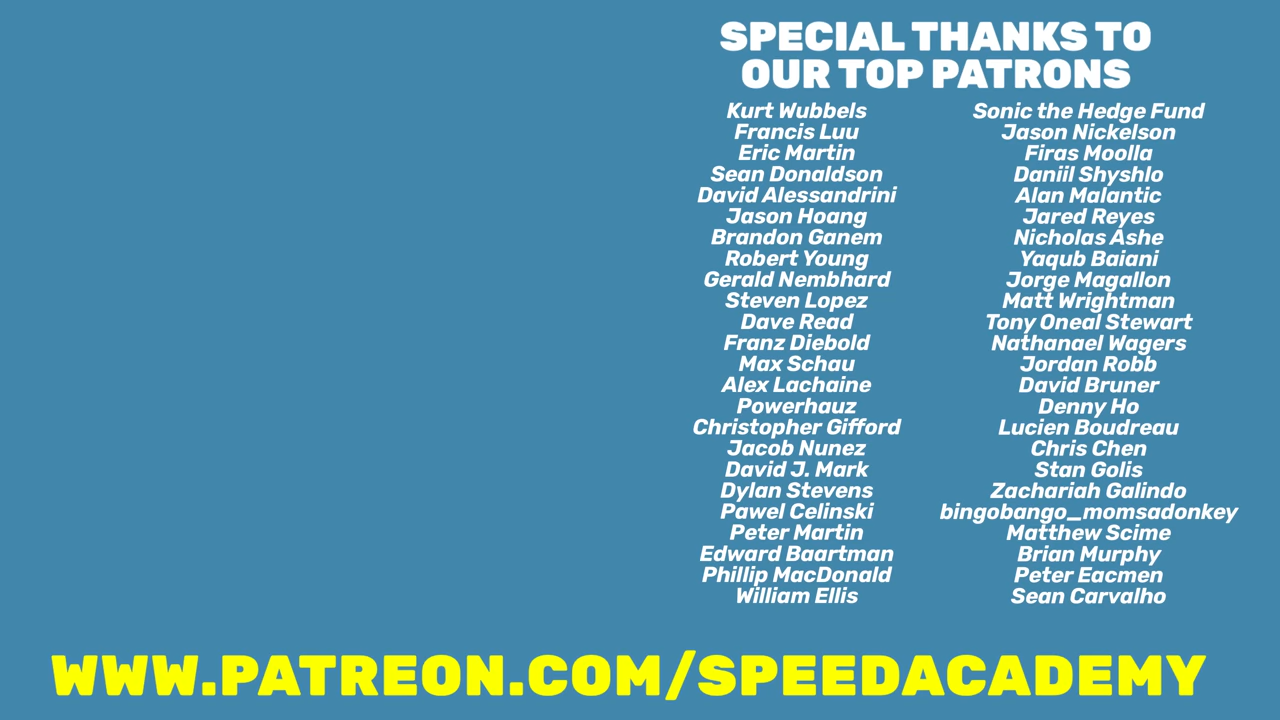 SPECIAL THANKS TO
OUR TOP PATRONS
Kurt Wubbels
Francis Luu
Eric Martin
Sean Donaldson
David Alessandrini
Jason Hoang
Brandon Ganem
Robert Young
Gerald Nembhard
Steven Lopez
Dave Read
Franz Diebold
Max Schau
Alex Lachaine
Powerhauz
Christopher Gifford
Jacob Nunez
David J. Mark
Dylan Stevens
Pawel Celinski
Peter Martin
Edward Baartman
Phillip MacDonald
William Ellis
Sonic the Hedge Fund
Jason Nickelson
Firas Moolla
Daniil Shyshlo
Alan Malantic
Jared Reyes
Nicholas Ashe
Yaqub Baiani
Jorge Magallon
Matt Wrightman
Tony Oneal Stewart
Nathanael Wagers
Jordan Robb
David Bruner
Denny Ho
Lucien Boudreau
Chris Chen
Stan Golis
Zachariah Galindo
bingobango_momsadonkey
Matthew Scime
Brian Murphy
Peter Eacmen
Sean Carvalho
WWW.PATREON.COM/SPEEDACADEMY